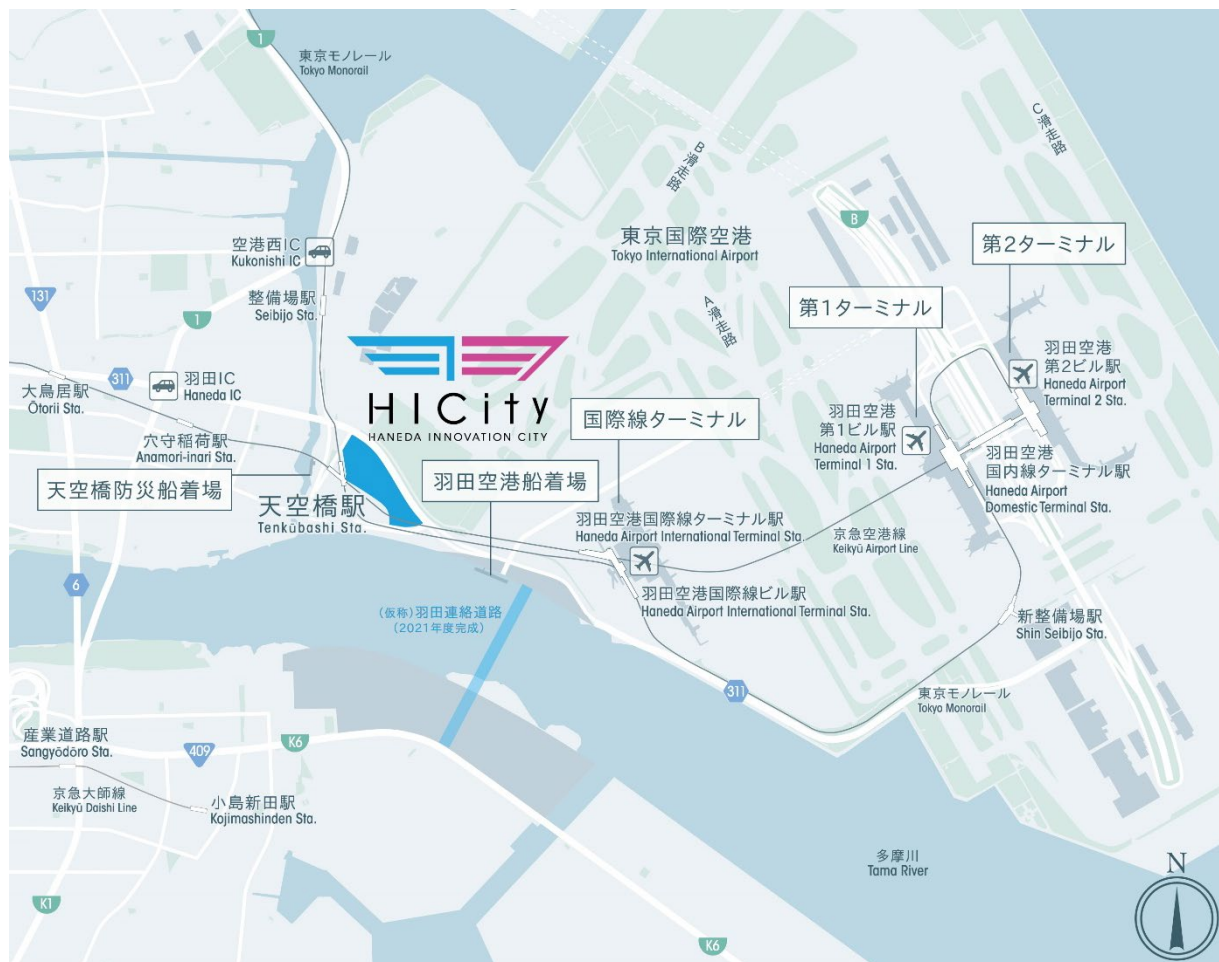 1
東京モノレール
Tokyo Monorail
B滑走路
C滑走路
空港西IC
Kukonishi IC
東京国際空港
Tokyo International Airport
B
第2ターミナル
131
1
整備場駅
Seibijo Sta.
A滑走路
第1ターミナル
HICity
HANEDA INNOVATION CITY
大鳥居駅
Ōtorii Sta.
311
羽田IC
Haneda IC
穴守稲荷駅
Anamori-inari Sta.
国際線ターミナル
羽田空港
第1ビル駅
Haneda Airport
Terminal 1 Sta.
羽田空港
第2ビル駅
Haneda Airport
Terminal 2 Sta.
天空橋防災船着場
天空橋駅
Tenkūbashi Sta.
羽田空港船着場
羽田空港
国内線ターミナル駅
Haneda Airport
Domestic Terminal Sta.
羽田空港国際線ターミナル駅
Haneda Airport International Terminal Sta.
京急空港線
Keikyū Airport Line
6
(仮称)羽田連絡道路
(2021年度完成)
羽田空港国際線ビル駅
Haneda Airport International Terminal Sta.
新整備場駅
Shin Seibijo Sta.
311
東京モノレール
Tokyo Monorail
産業道路駅
Sangyōdōro Sta.
409
K6
京急大師線
Keikyū Daishi Line
小島新田駅
Kojimashinden Sta.
多摩川
Tama River
N
K1
K6